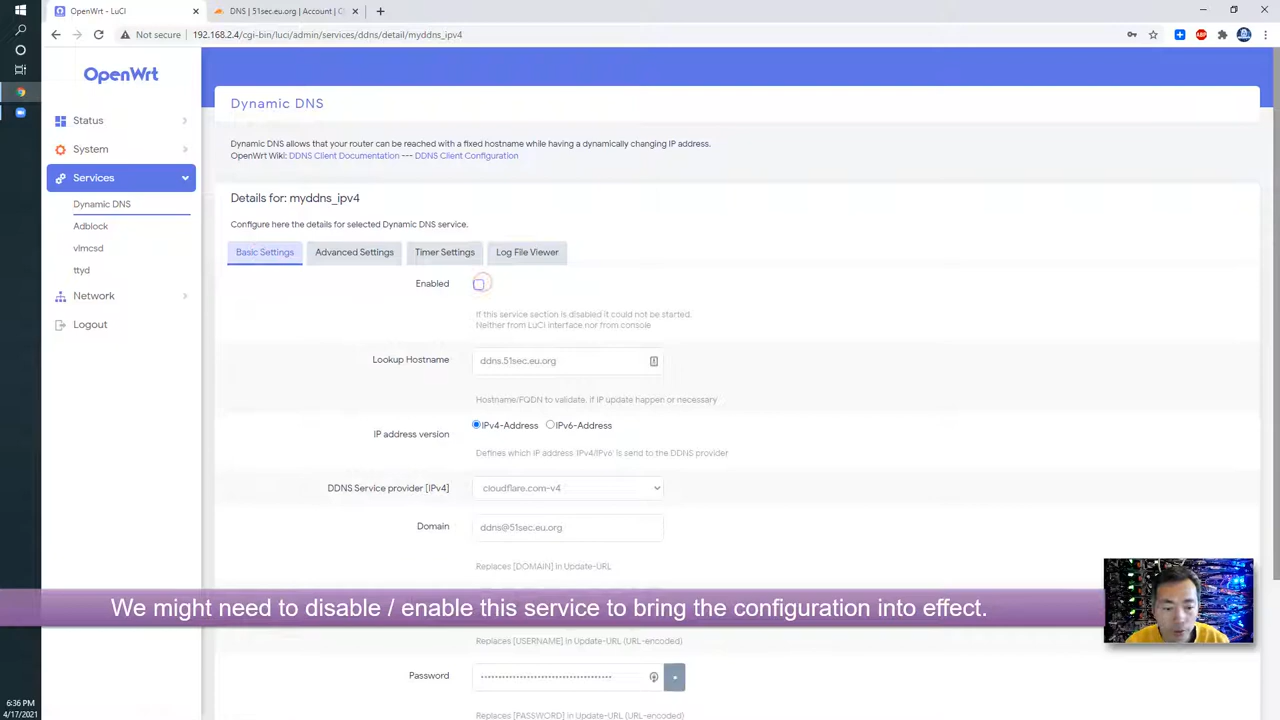 OpenWrt - LuCI
DNS | 51sec.eu.org | Account | C
Not secure
192.168.2.4/cgi-bin/luci/admin/services/ddns/detail/myddns_ipv4
ABP
OpenWrt
Status
System
Services
Dynamic DNS
Adblock
vlmcsd
ttyd
Network
Logout
Dynamic DNS
Dynamic DNS allows that your router can be reached with a fixed hostname while having a dynamically changing IP address.
OpenWrt Wiki: DDNS Client Documentation --- DDNS Client Configuration
Details for: myddns_ipv4
Configure here the details for selected Dynamic DNS service.
Basic Settings
Advanced Settings
Timer Settings
Log File Viewer
Enabled
If this service section is disabled it could not be started.
Neither from LuCI interface nor from console
Lookup Hostname
ddns.51sec.eu.org
Hostname/FQDN to validate, if IP update happen or necessary
IP address version
IPv4-Address
IPv6-Address
Defines which IP address 'IPv4/IPv6' is send to the DDNS provider
DDNS Service provider [IPv4]
cloudflare.com-v4
Domain
ddns@51sec.eu.org
Replaces [DOMAIN] in Update-URL
We might need to disable / enable this service to bring the configuration into effect.
Replaces [USERNAME] in Update-URL (URL-encoded)
Password
Replaces [PASSWORD] in Update-URL (URL-encoded)
6:36 PM
4/17/2021